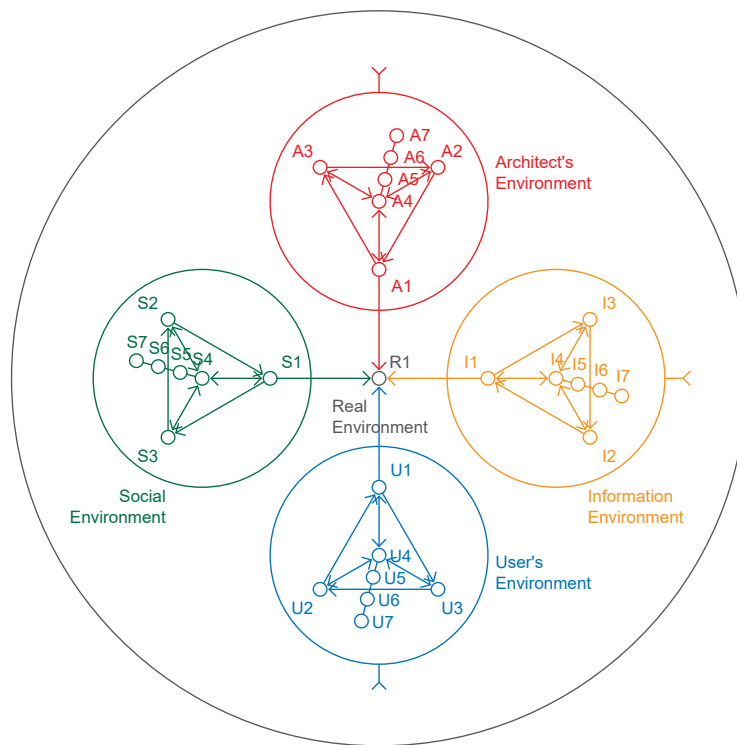 A7
A3
A6
A2
Architect's
Environment
A5
A4
A1
S2
I3
S7
S6
S5
S4
S1
R1
I1
I4
I5
I6
I7
Real
Environment
S3
I2
U1
Social
Environment
Information
Environment
U4
User's
Environment
U5
U2
U6
U3
U7